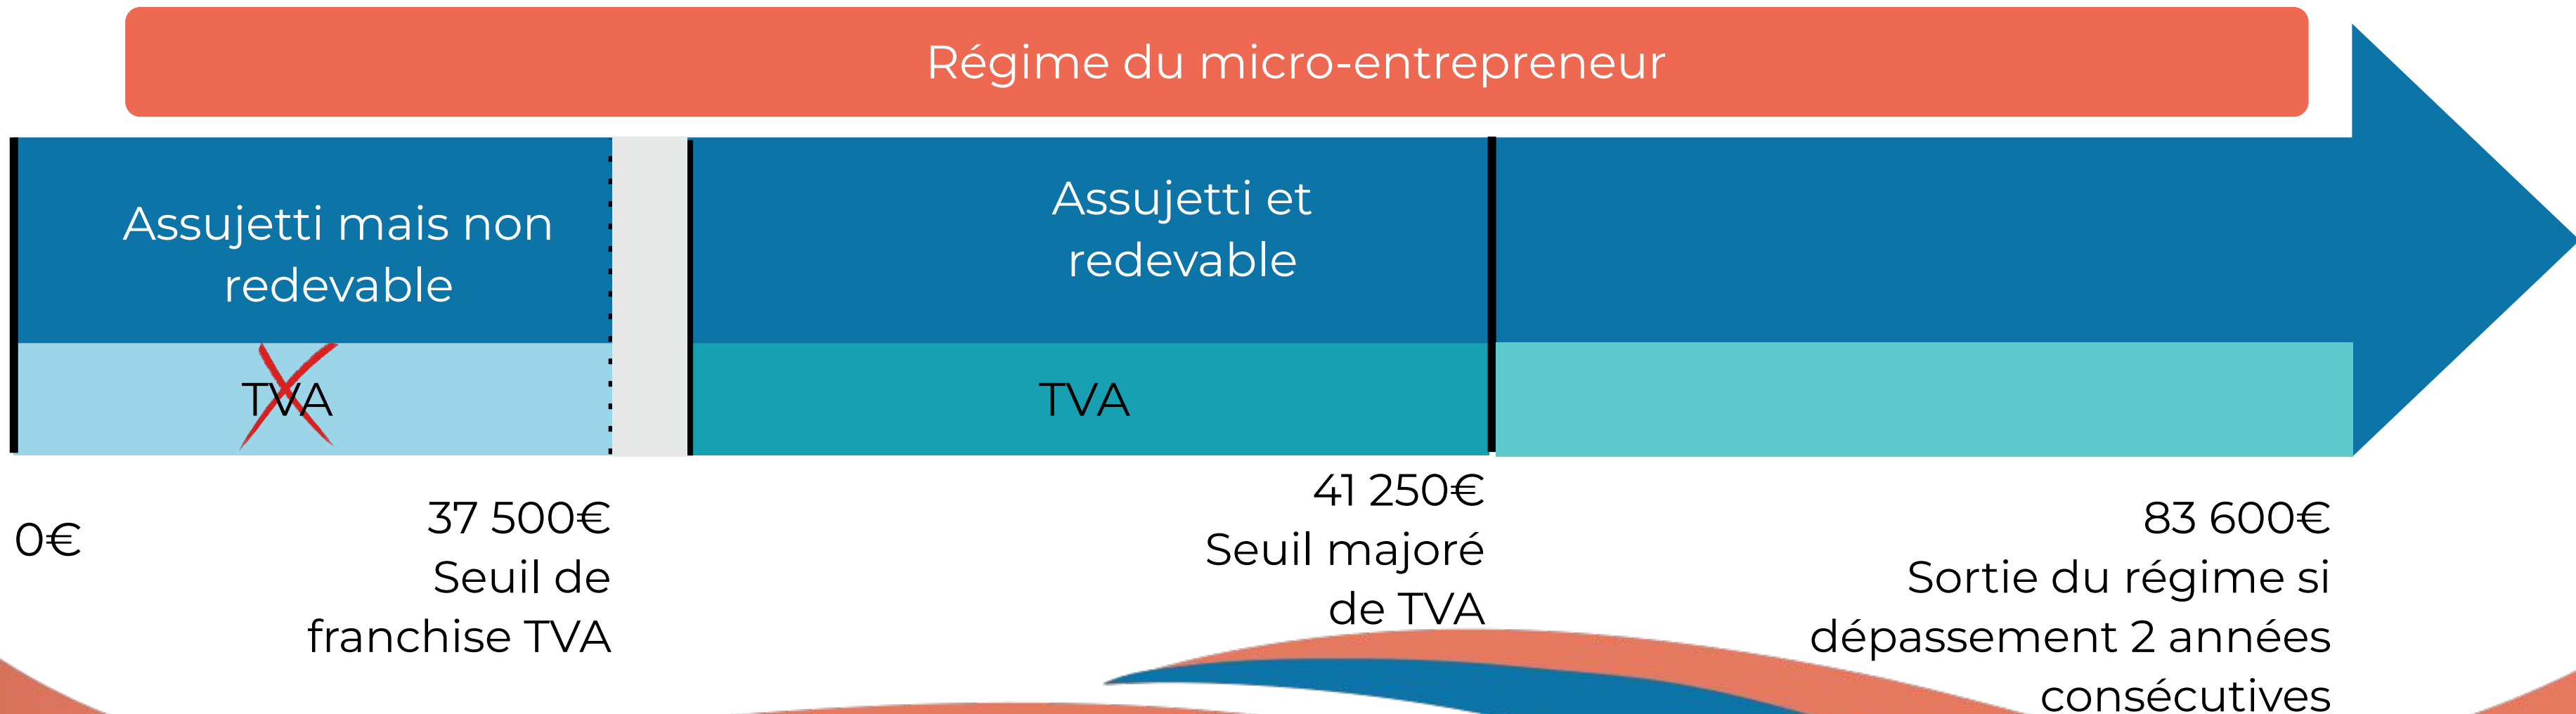 Régime du micro-entrepreneur
Assujetti mais non
redevable
Assujetti et
redevable
TVA
TVA
0€
37 500€
Seuil de
franchise TVA
41 250€
Seuil majoré
de TVA
83 600€
Sortie du régime si
dépassement 2 années
consécutives